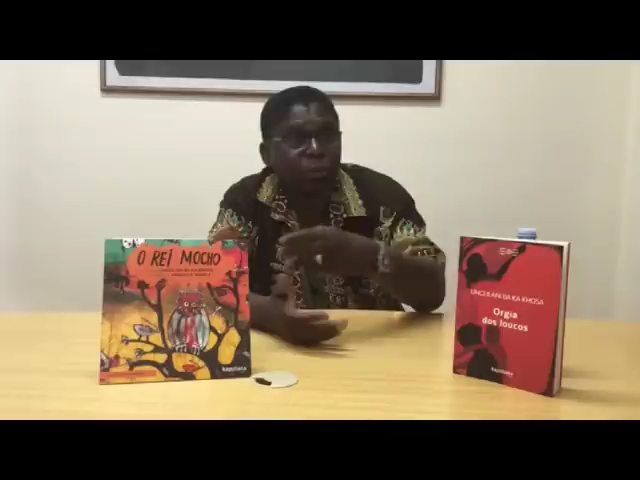 O REI MOCHO
kapulana
UNGULANI BA KA KHOSA
Orgia
dos loucos
kapulana